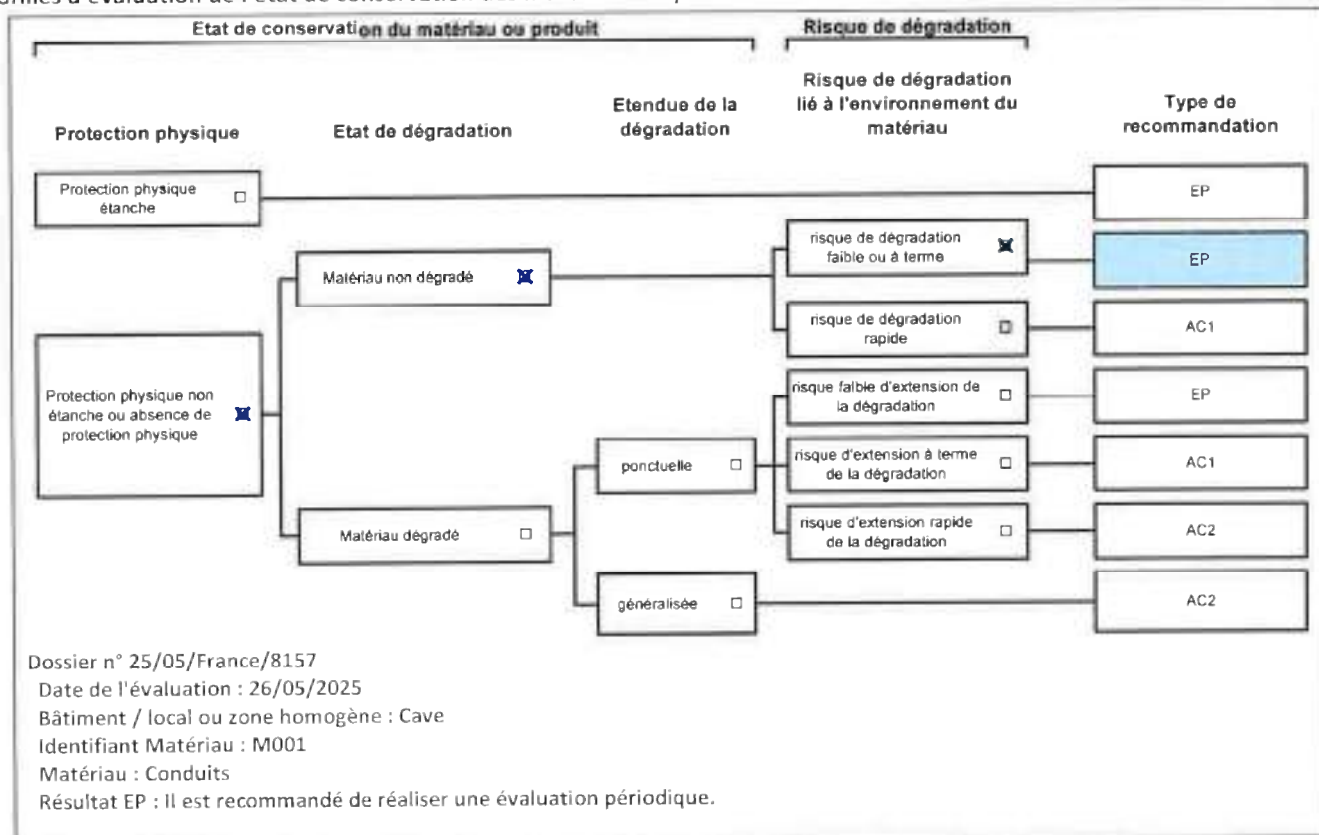 Etat de conservation du matériau ou produit
Risque de dégradation
Protection physique
Etat de dégradation
Etendue de la
dégradation
Risque de dégradation
lié à l'environnement du
matériau
Type de
recommandation
Protection physique
étanche
EP
risque de dégradation
faible ou à terme
EP
Matériau non dégradé
risque de dégradation
rapide
AC1
Protection physique non
étanche ou absence de
protection physique
risque faible d'extension de
la dégradation
EP
ponctuelle
risque d'extension à terme
de la dégradation
AC1
Matériau dégradé
risque d'extension rapide
de la dégradation
AC2
généralisée
AC2
Dossier n° 25/05/France/8157
Date de l'évaluation : 26/05/2025
Bâtiment / local ou zone homogène : Cave
Identifiant Matériau : M001
Matériau : Conduits
Résultat EP : Il est recommandé de réaliser une évaluation périodique.